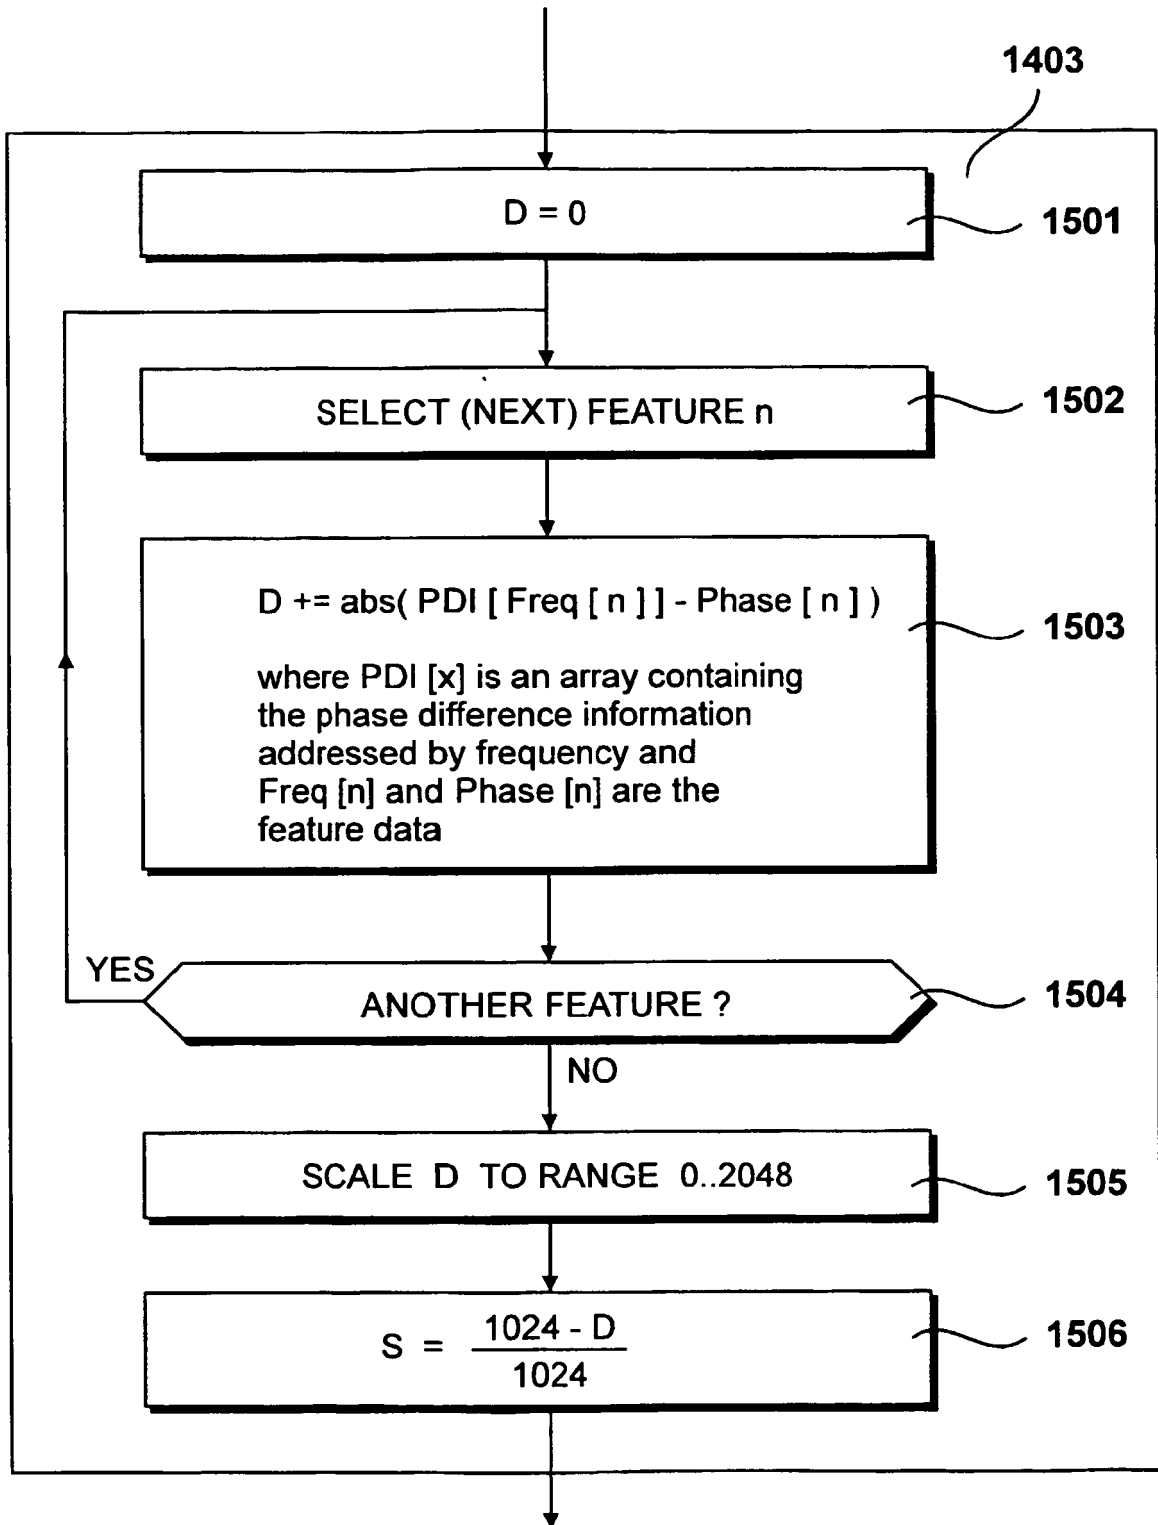 1403
D = 0
1501
SELECT (NEXT) FEATURE n
1502
D += abs( PDI [ Freq [ n ] ] - Phase [ n ] )
1503
where PDI [x] is an array containing
the phase difference information
addressed by frequency and
Freq [n] and Phase [n] are the
feature data
YES
ANOTHER FEATURE ?
1504
NO
SCALE D TO RANGE 0..2048
1505
S = 1024 - D
1024
1506